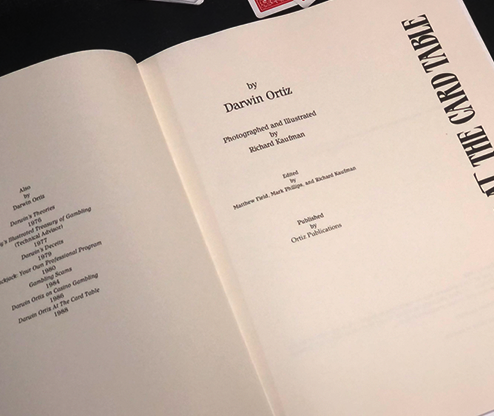 Also
by
Darwin Ortiz
Darwin's Theories
1976
Illustrated Treasury of Gambling
(Technical Advisor)
1977
Darwin's Deceits
1979
Your Own Professional Program
1980
Gambling Scams
1984
Darwin Ortiz on Casino Gambling
1986
Darwin Ortiz At The Card Table
1988
THE CARD TABLE
by
Darwin Ortiz
Photographed and Illustrated
by
Richard Kaufman
Edited
by
Matthew Field, Mark Phillips, and Richard Kaufman
Published
by
Ortiz Publications